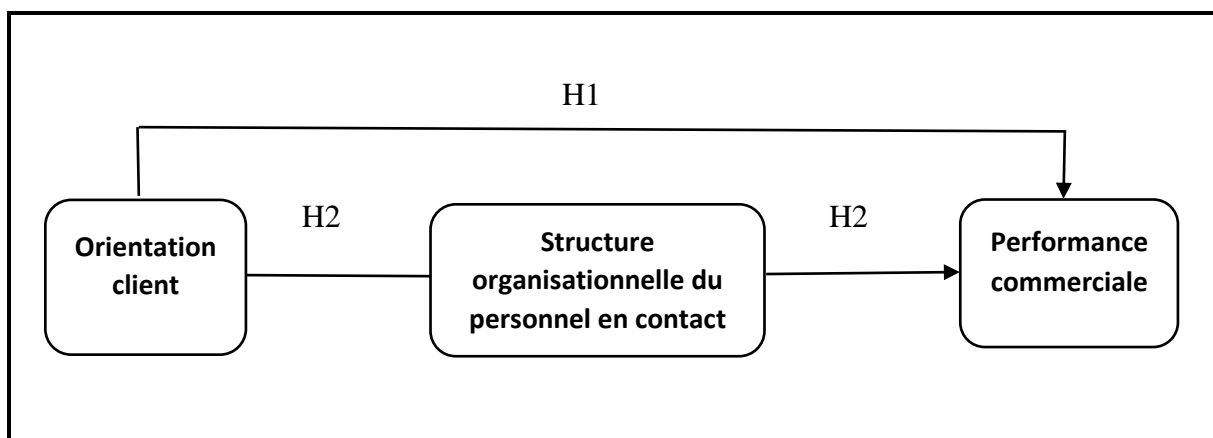 H1
H2
H2
Orientation
client
Structure
organisationnelle du
personnel en contact
Performance
commerciale